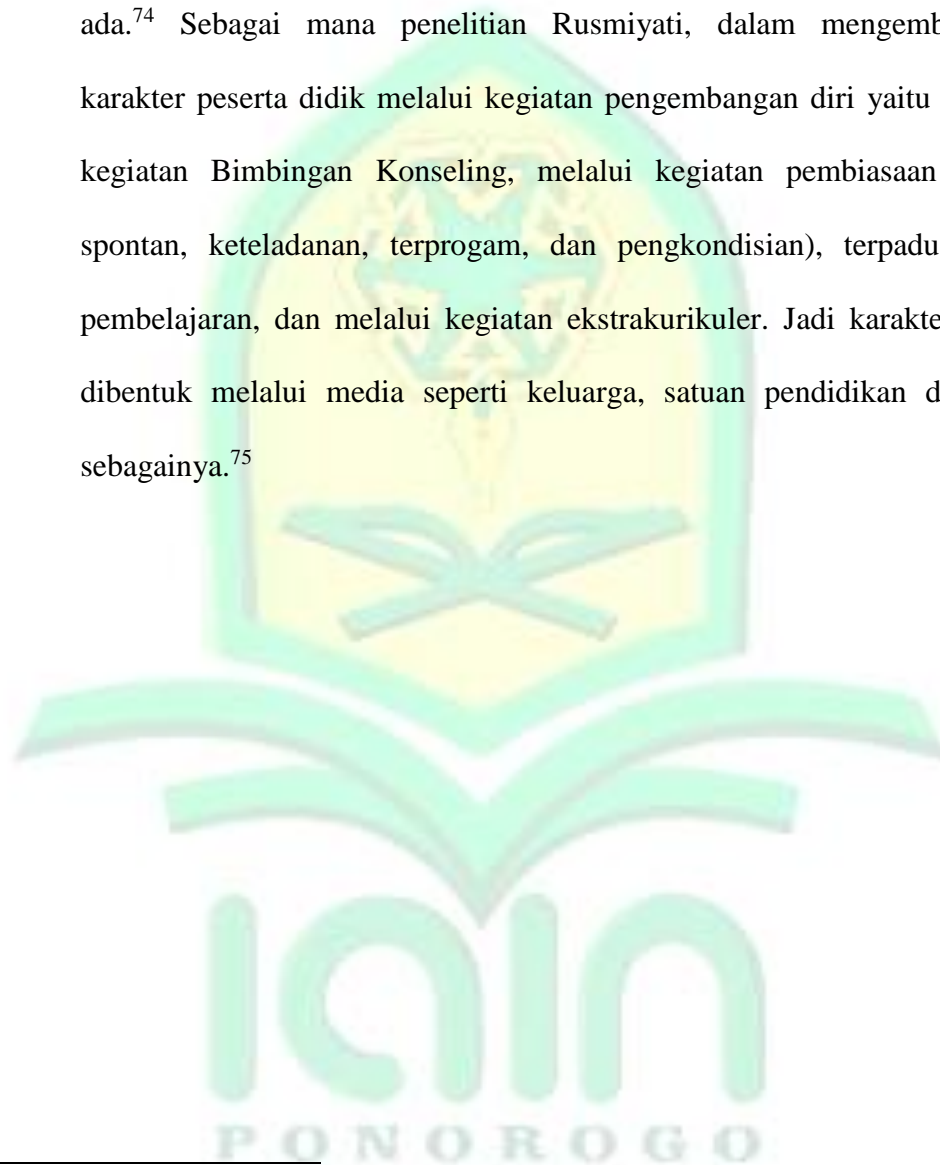 ada.74 Sebagai mana penelitian Rusmiyati, dalam mengemb
karakter peserta didik melalui kegiatan pengembangan diri yaitu
kegiatan Bimbingan Konseling, melalui kegiatan pembiasaan
spontan, keteladanan, terprogam, dan pengkondisian), terpadu
pembelajaran, dan melalui kegiatan ekstrakurikuler. Jadi karakte
dibentuk melalui media seperti keluarga, satuan pendidikan d
sebagainya.75
iain
PONOROGO